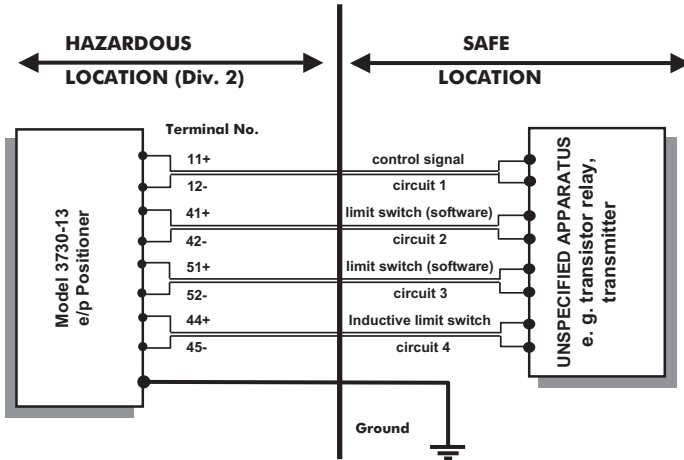 HAZARDOUS
LOCATION (Div. 2)
SAFE
LOCATION
Terminal No.
Model 3730-13
e/p Positioner
11+
control signal
12-
circuit 1
41+
limit switch (software)
42-
circuit 2
51+
limit switch (software)
52-
circuit 3
44+
Inductive limit switch
45-
circuit 4
UNSPECIFIED APPARATUS
e. g. transistor relay,
transmitter
Ground